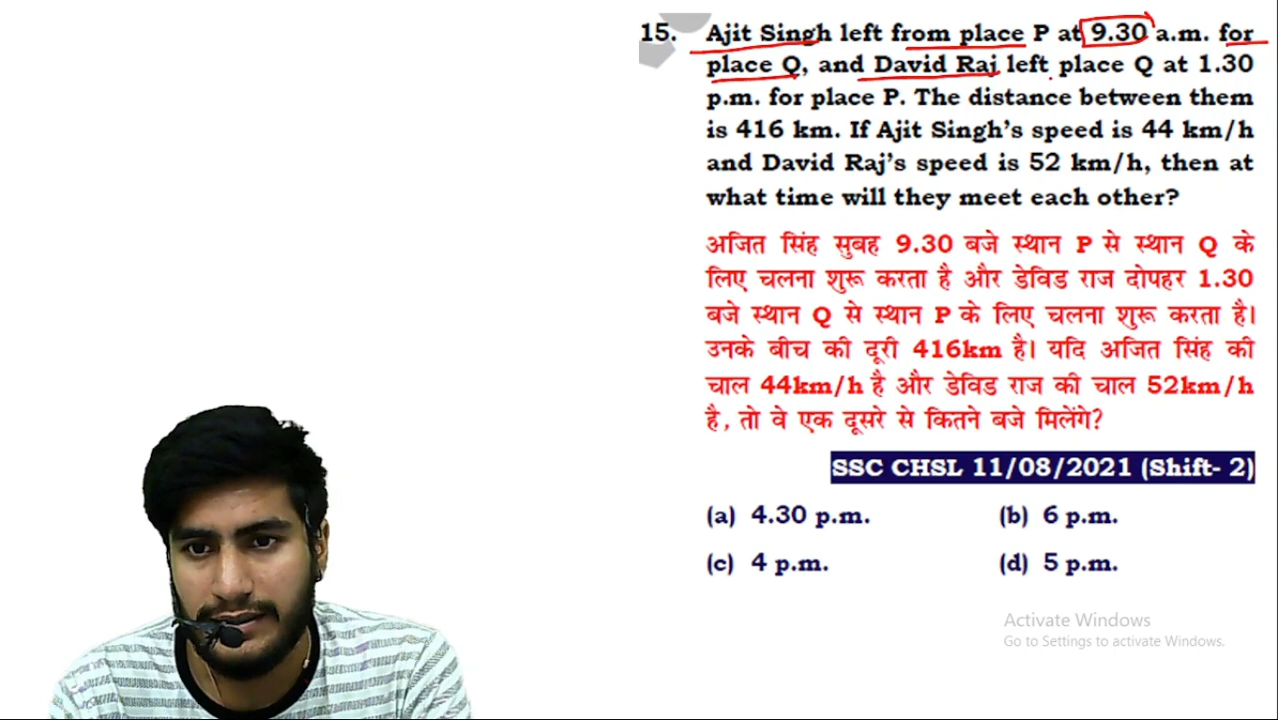 15. Ajit Singh left from place P at 9.30 a.m. for
place Q, and David Raj left place Q at 1.30
p.m. for place P. The distance between them
is 416 km. If Ajit Singh's speed is 44 km/h
and David Raj's speed is 52 km/h, then at
what time will they meet each other?
अजित सिंह सुबह 9.30 बजे स्थान P से स्थान Q के
लिए चलना शुरू करता है और डेविड राज दोपहर 1.30
बजे स्थान Q से स्थान P के लिए चलना शुरू करता है।
उनके बीच की दूरी 416km है। यदि अजित सिंह की
चाल 44km/h है और डेविड राज की चाल 52km/h
है, तो वे एक दूसरे से कितने बजे मिलेंगे?
SSC CHSL 11/08/2021 (Shift- 2)
(a) 4.30 p.m. (b) 6 p.m.
(c) 4 p.m. (d) 5 p.m.
Activate Windows
Go to Settings to activate Windows.